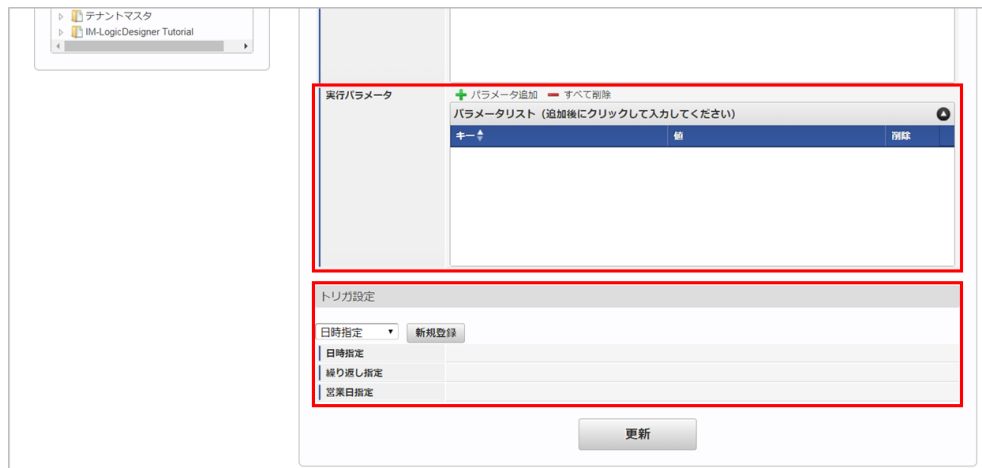 テナントマスタ
IM-LogicDesigner Tutorial
実行パラメータ
パラメータ追加 すべて削除
パラメータリスト（追加後にクリックして入力してください）
キー 値 削除
トリガ設定
日時指定 新規登録
日時指定
繰り返し指定
営業日指定
更新